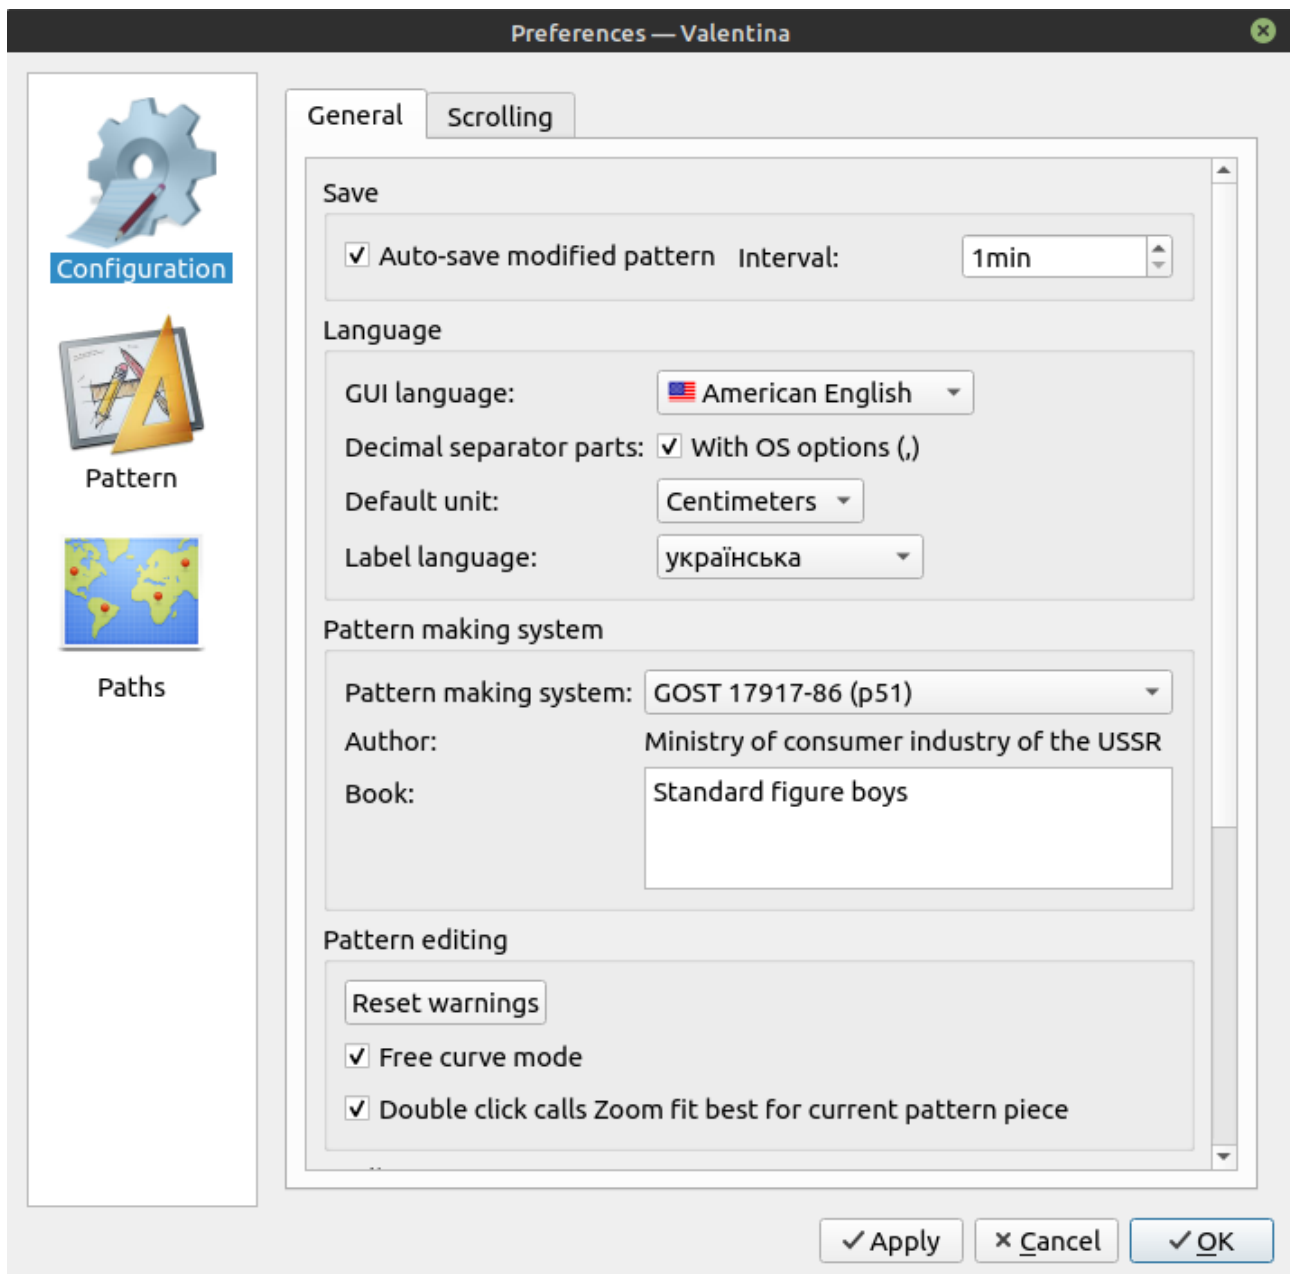 Preferences — Valentina
Configuration
Pattern
Paths
General
Scrolling
Save
Auto-save modified pattern Interval: 1min
Language
GUI language: American English
Decimal separator parts: With OS options (,)
Default unit: Centimeters
Label language: українська
Pattern making system
Pattern making system: GOST 17917-86 (p51)
Author: Ministry of consumer industry of the USSR
Book: Standard figure boys
Pattern editing
Reset warnings
Free curve mode
Double click calls Zoom fit best for current pattern piece
Apply Cancel OK